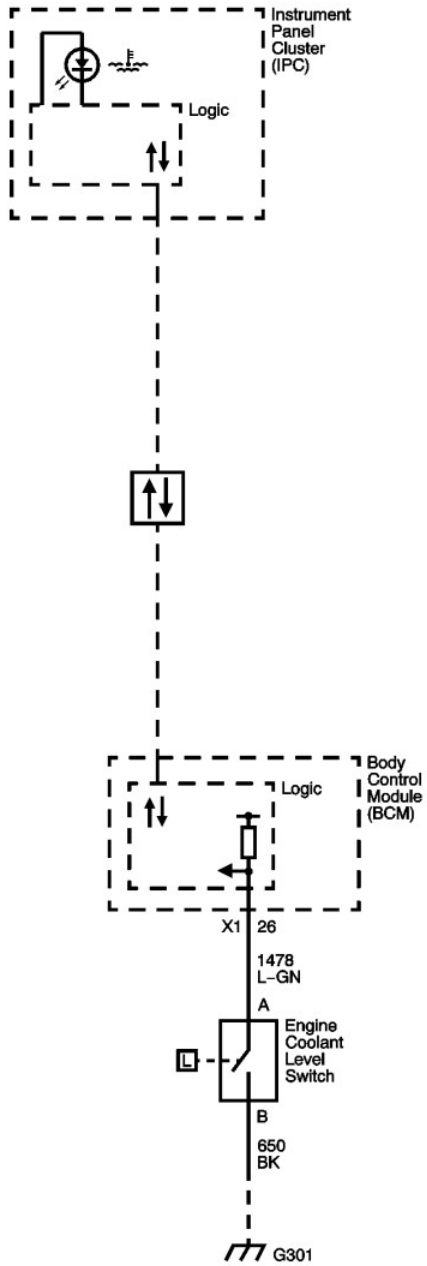 Instrument
Panel
Cluster
(IPC)
Logic
Body
Control
Module
(BCM)
Logic
X1 26
1478
L-GN
A
Engine
Coolant
Level
Switch
L
B
650
BK
G301